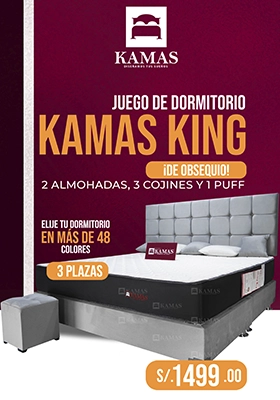 KAMAS
DISEÑAMOS TUS SUEÑOS
JUEGO DE DORMITORIO
KAMAS KING
¡DE OBSEQUIO!
2 ALMOHADAS, 3 COJINES Y 1 PUFF
ELIJE TU DORMITORIO
EN MÁS DE 48
COLORES
3 PLAZAS
KAMAS
S/.1499.00